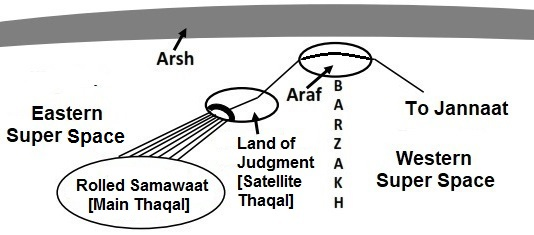 Arsh
Araf
To Jannaat
Eastern
Super Space
B
A
R
Z
A
K
H
Land of
Judgment
[Satellite
Thaqal]
Western
Super Space
Rolled Samawaat
[Main Thaqal]